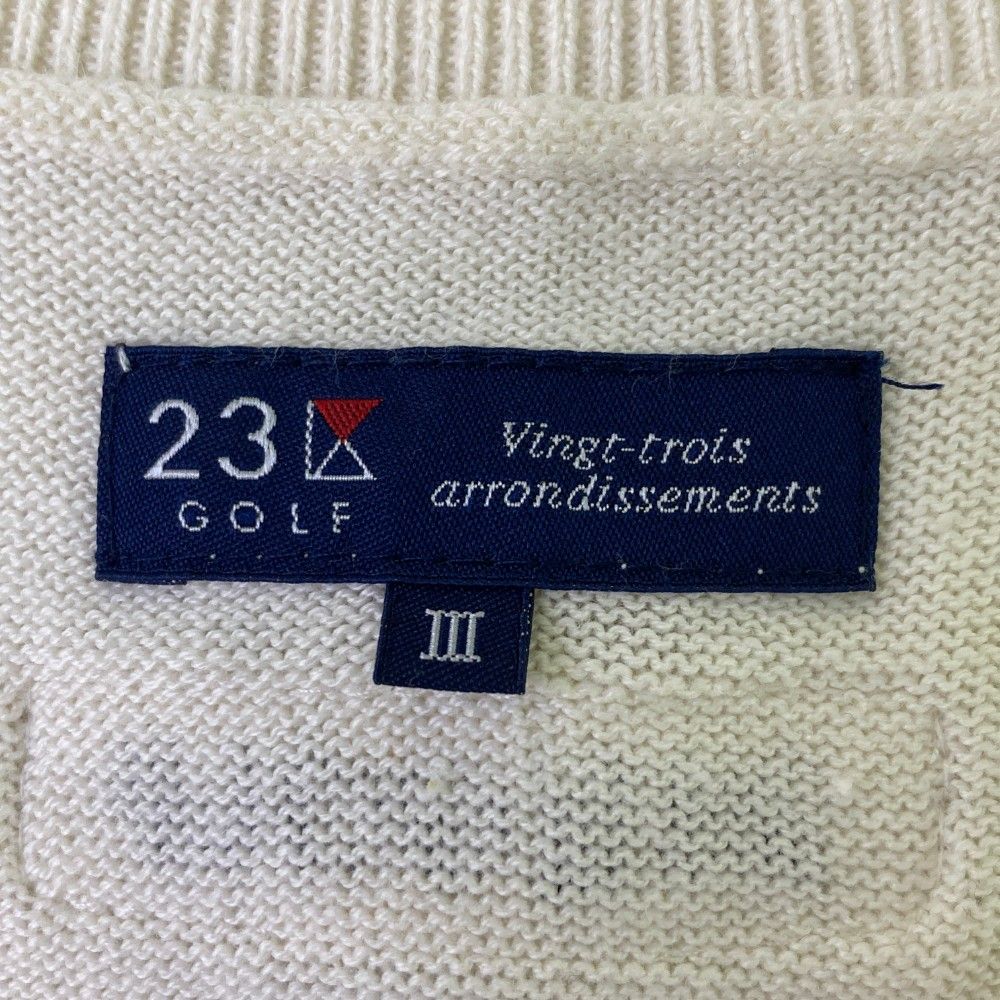 23
GOLF
Vingt-trois
arrondissements
III